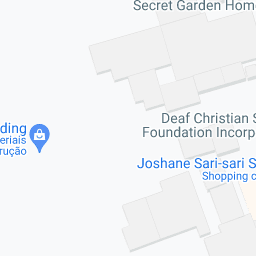 Secret Garden Hom
Deaf Christian S
Foundation Incorp
ding
eriais
rução
Joshane Sari-sari S
Shopping c